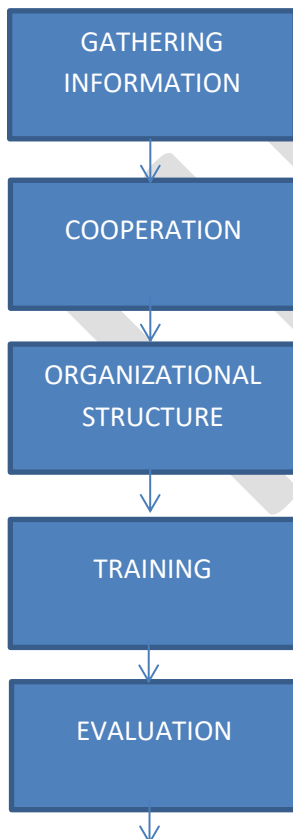 GATHERING
INFORMATION
COOPERATION
ORGANIZATIONAL
STRUCTURE
TRAINING
EVALUATION